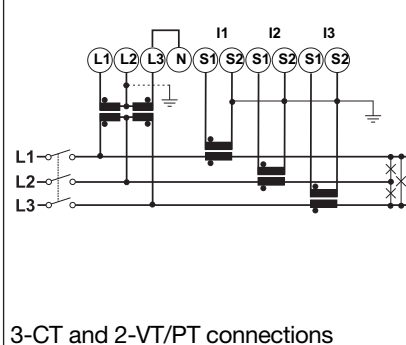 I1 I2 I3
L1 L2 L3 N S1 S2 S1 S2 S1 S2
L1
L2
L3
3-CT and 2-VT/PT connections